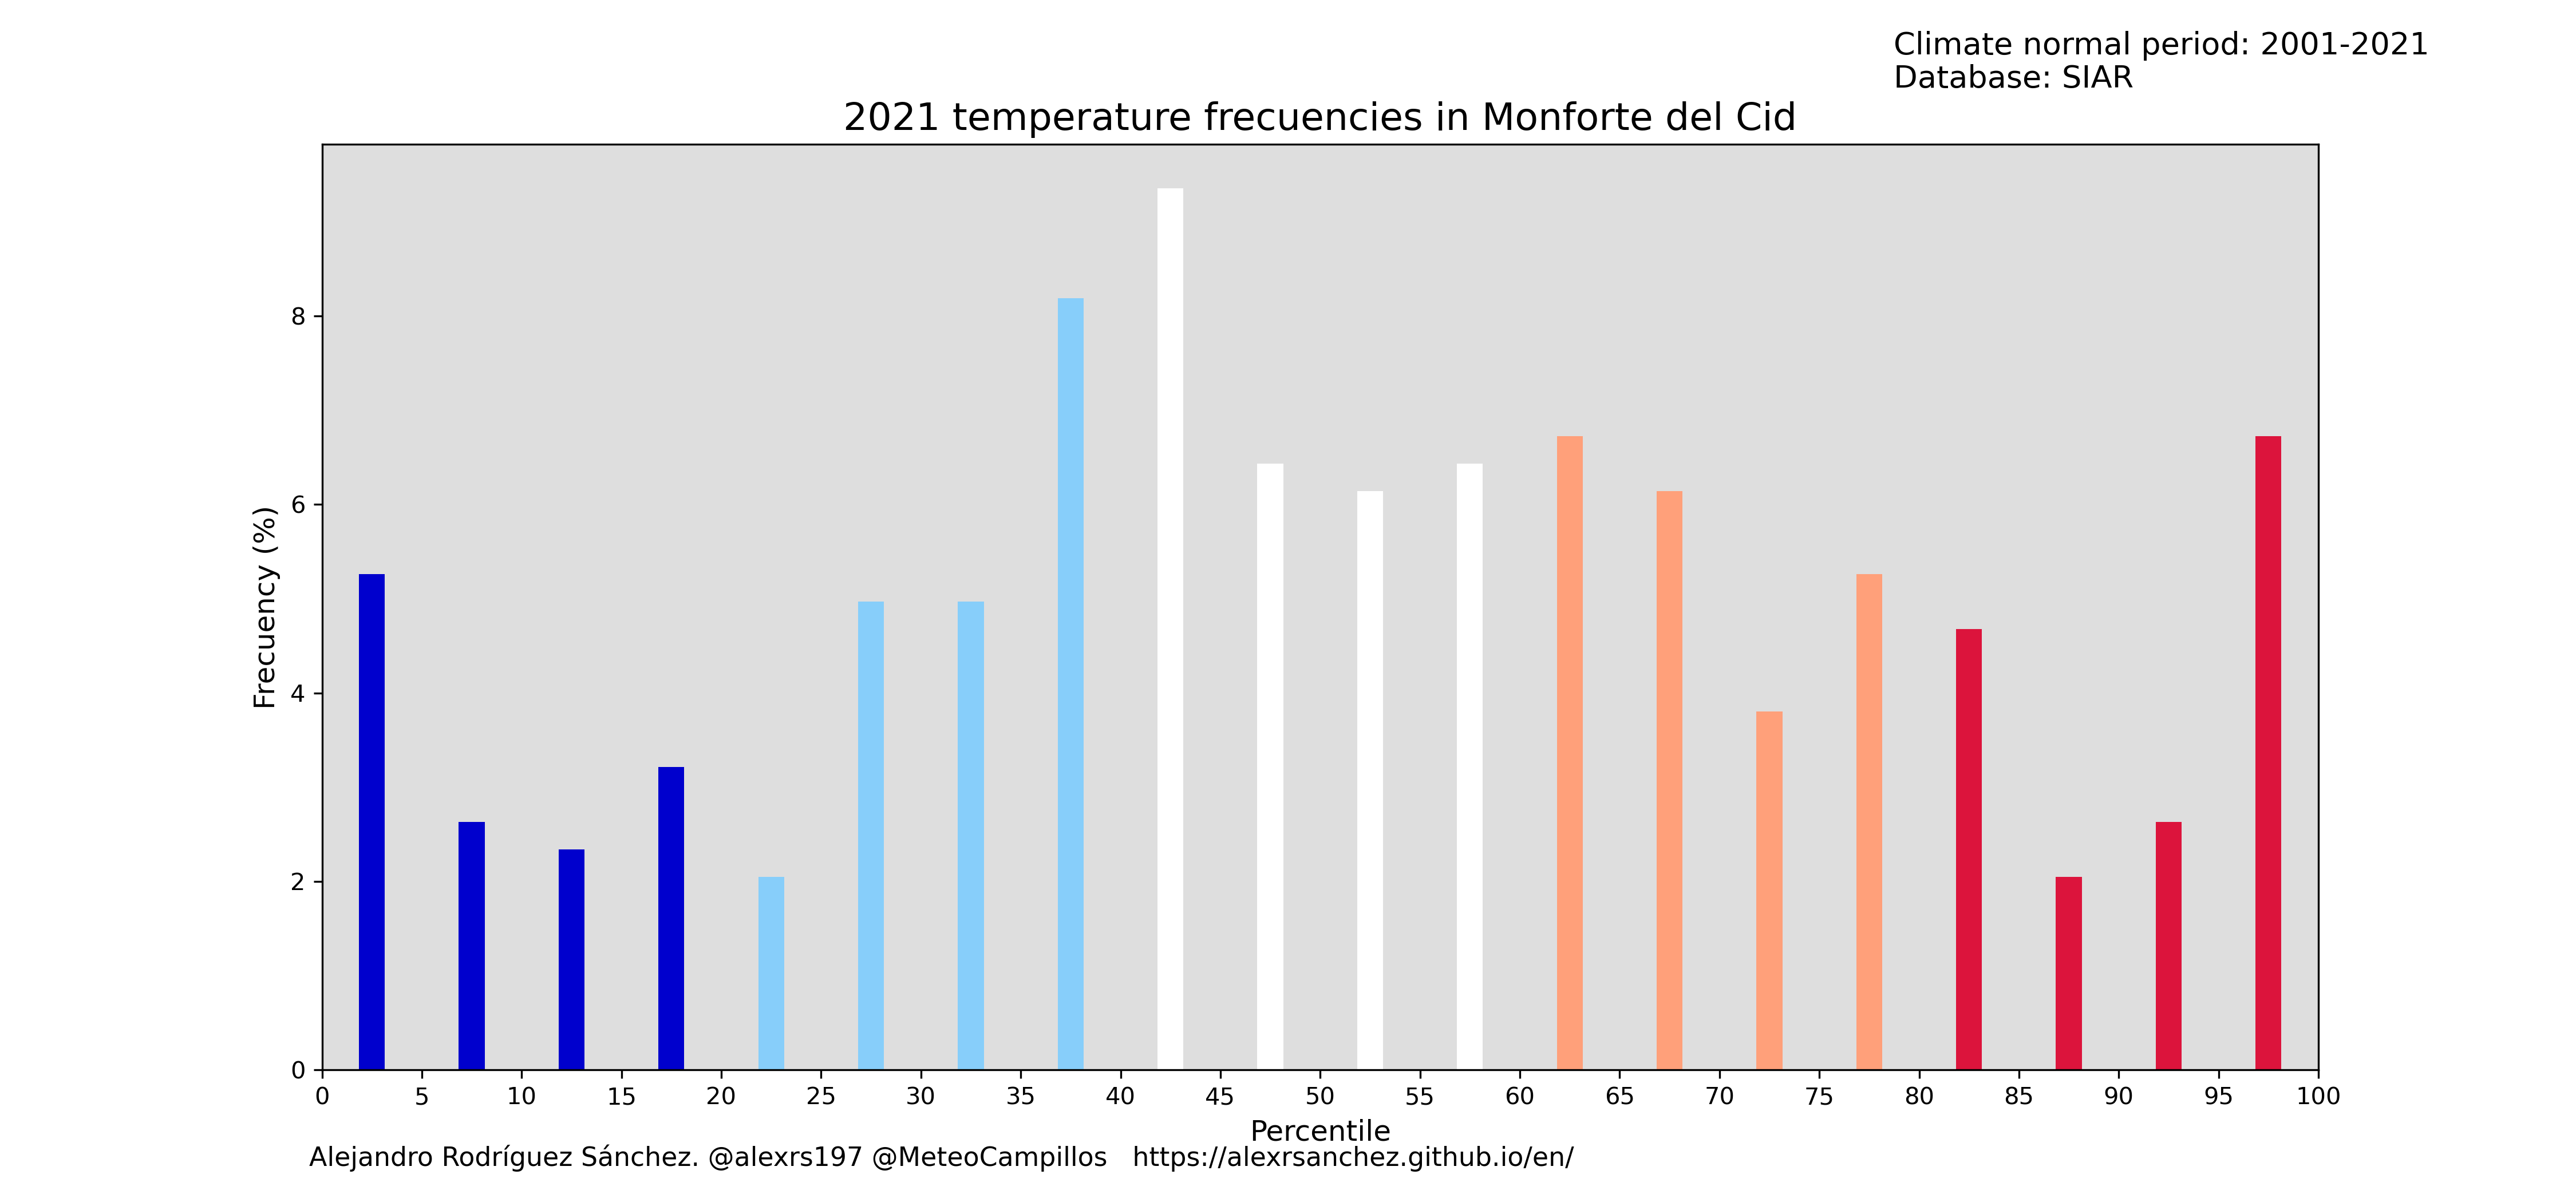 Climate normal period: 2001-2021
Database: SIAR
2021 temperature frecuencies in Monforte del Cid
Frecuency (%)
8
6
4
2
0
0 5 10 15 20 25 30 35 40 45 50 55 60 65 70 75 80 85 90 95 100
Percentile
Alejandro Rodríguez Sánchez. @alexrs197 @MeteoCampillos https://alexrsanchez.github.io/en/